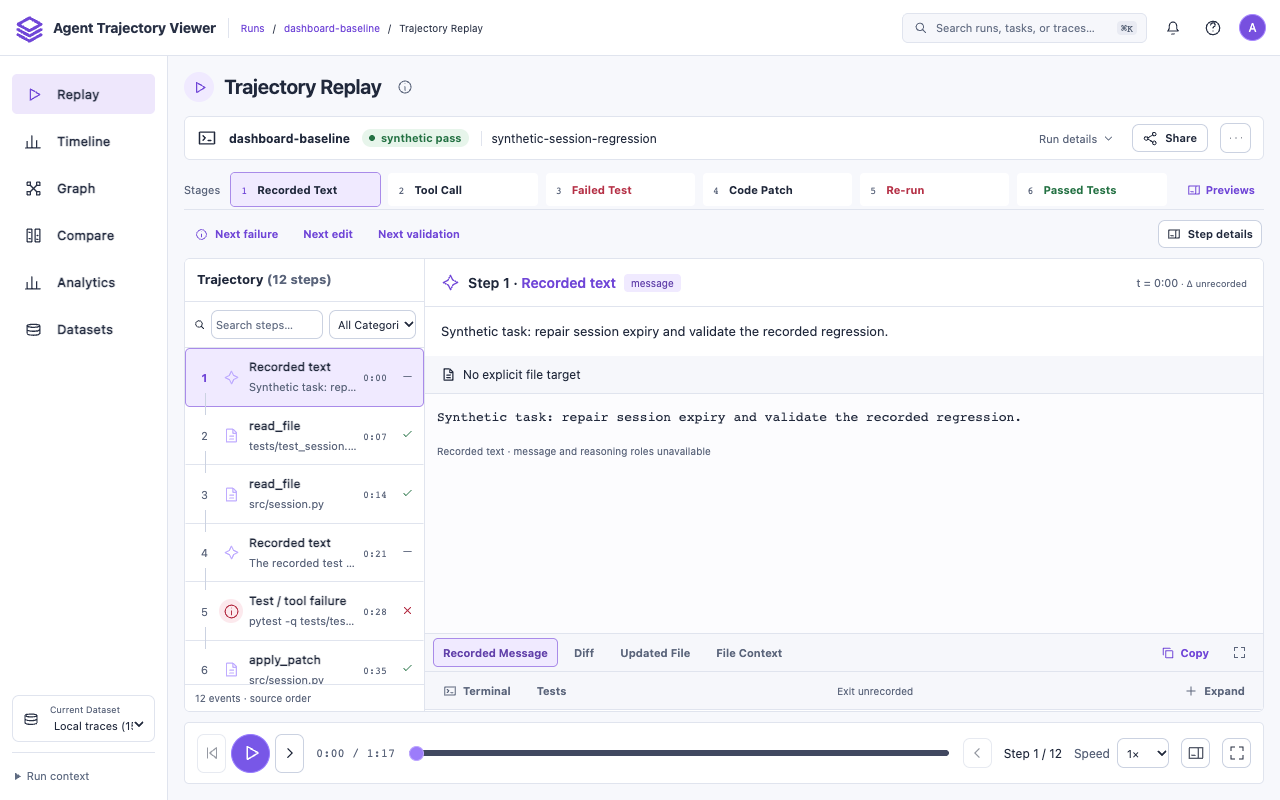 Agent Trajectory Viewer
Runs / dashboard-baseline / Trajectory Replay
Search runs, tasks, or traces... ⌘K
A
Replay
Timeline
Graph
Compare
Analytics
Datasets
Current Dataset
Local traces (1
Run context
Trajectory Replay
dashboard-baseline synthetic pass synthetic-session-regression
Run details
Share
...
Stages
1 Recorded Text
2 Tool Call
3 Failed Test
4 Code Patch
5 Re-run
6 Passed Tests
Previews
Next failure Next edit Next validation
Step details
Trajectory (12 steps)
Search steps...
All Categori
1 Recorded text 0:00 —
Synthetic task: rep...
2 read_file 0:07 ✓
tests/test_session....
3 read_file 0:14 ✓
src/session.py
4 Recorded text 0:21 —
The recorded test ...
5 Test / tool failure 0:28 ×
pytest -q tests/tes...
6 apply_patch 0:35 ✓
src/session.py
12 events · source order
Step 1 · Recorded text message
t = 0:00 · Δ unrecorded
Synthetic task: repair session expiry and validate the recorded regression.
No explicit file target
Synthetic task: repair session expiry and validate the recorded regression.
Recorded text · message and reasoning roles unavailable
Recorded Message Diff Updated File File Context
Copy
Terminal Tests
Exit unrecorded
Expand
0:00 / 1:17
Step 1 / 12
Speed 1×